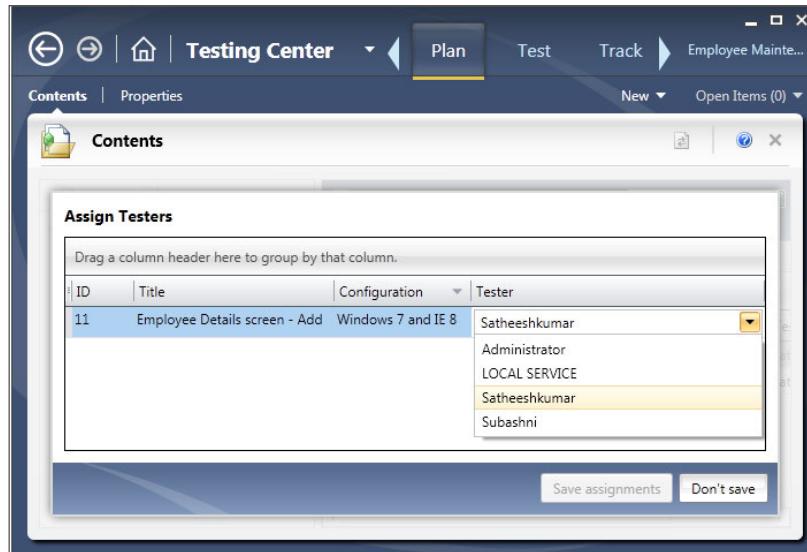 Testing Center
Plan
Test
Track
Employee Mainte...
Contents
Properties
New
Open Items (0)
Contents
Assign Testers
Drag a column header here to group by that column.
ID
Title
Configuration
Tester
11
Employee Details screen - Add
Windows 7 and IE 8
Satheeshkumar
Administrator
LOCAL SERVICE
Satheeshkumar
Subashni
Save assignments
Don't save